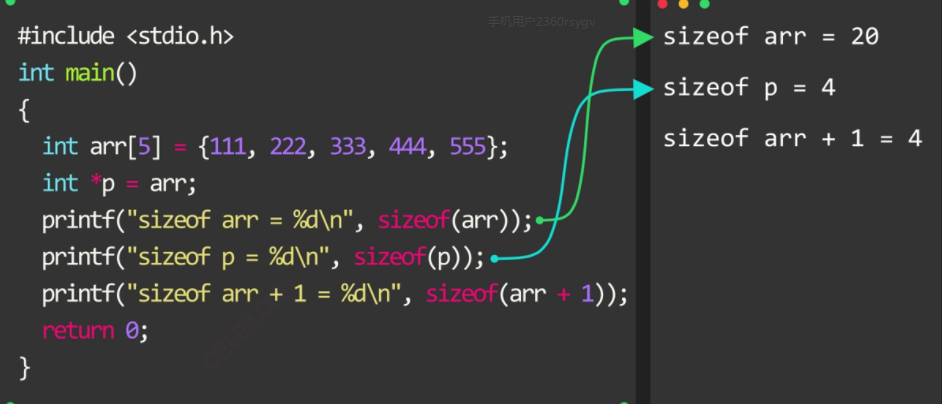 手机用户2360rsygv
#include <stdio.h>
int main()
{
int arr[5] = {111, 222, 333, 444, 555};
int *p = arr;
printf("sizeof arr = %d\n", sizeof(arr));
printf("sizeof p = %d\n", sizeof(p));
printf("sizeof arr + 1 = %d\n", sizeof(arr + 1));
return 0;
}
sizeof arr = 20
sizeof p = 4
sizeof arr + 1 = 4